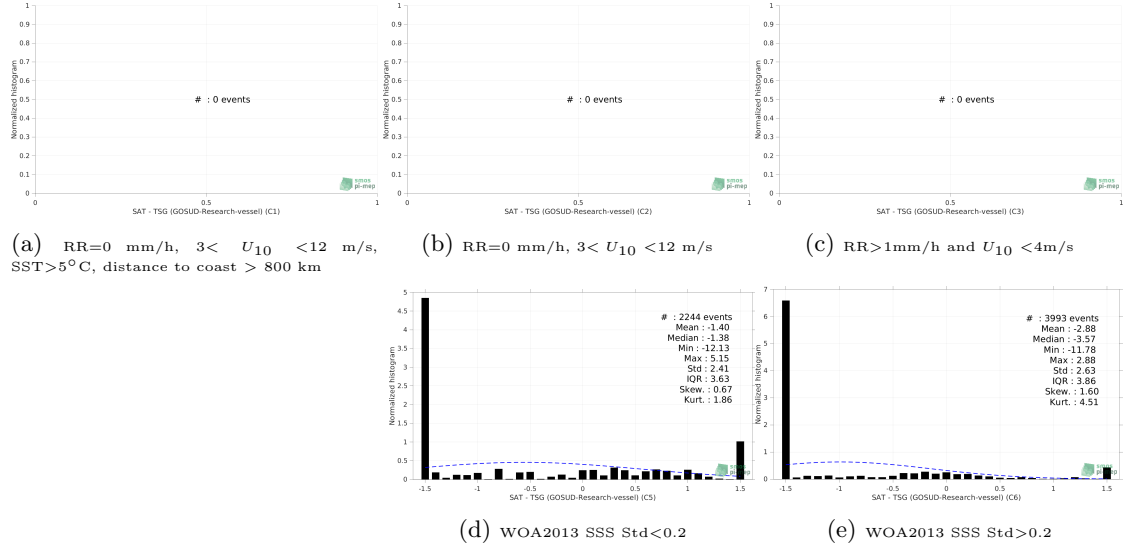 1
0.9
0.8
0.7
0.6
0.5
0.4
0.3
0.2
0.1
0
Normalized histogram
# : 0 events
smos
pi-mep
0 0.5 1
SAT - TSG (GOSUD-Research-vessel) (C1)
(a) RR=0 mm/h, 3< U10 <12 m/s,
SST>5°C, distance to coast > 800 km
1
0.9
0.8
0.7
0.6
0.5
0.4
0.3
0.2
0.1
0
Normalized histogram
# : 0 events
smos
pi-mep
0 0.5 1
SAT - TSG (GOSUD-Research-vessel) (C2)
(b) RR=0 mm/h, 3< U10 <12 m/s
1
0.9
0.8
0.7
0.6
0.5
0.4
0.3
0.2
0.1
0
Normalized histogram
# : 0 events
smos
pi-mep
0 0.5 1
SAT - TSG (GOSUD-Research-vessel) (C3)
(c) RR>1mm/h and U10 <4m/s
5
4.5
4
3.5
3
2.5
2
1.5
1
0.5
0
Normalized histogram
# : 2244 events
Mean : -1.40
Median : -1.38
Min : -12.13
Max : 5.15
Std : 2.41
IQR : 3.63
Skew. : 0.67
Kurt. : 1.86
smos
pi-mep
-1.5 -1 -0.5 0 0.5 1 1.5
SAT - TSG (GOSUD-Research-vessel) (C5)
(d) WOA2013 SSS Std<0.2
7
6
5
4
3
2
1
0
Normalized histogram
# : 3993 events
Mean : -2.88
Median : -3.57
Min : -11.78
Max : 2.88
Std : 2.63
IQR : 3.86
Skew. : 1.60
Kurt. : 4.51
smos
pi-mep
-1.5 -1 -0.5 0 0.5 1 1.5
SAT - TSG (GOSUD-Research-vessel) (C6)
(e) WOA2013 SSS Std>0.2